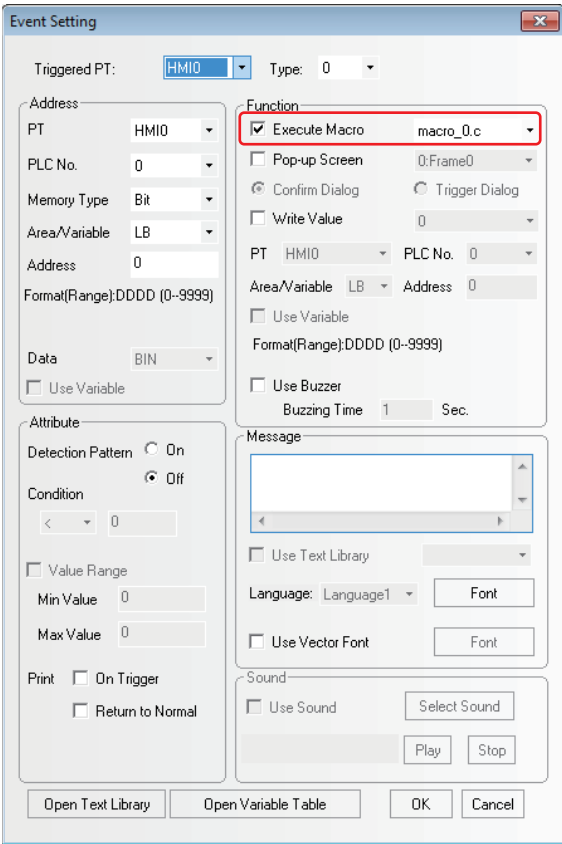 Event Setting
Triggered PT: HMI0 Type: 0
Address
PT HMI0
PLC No. 0
Memory Type Bit
Area/Variable LB
Address 0
Format(Range):DDDD (0--9999)
Data BIN
Use Variable
Attribute
Detection Pattern On
Off
Condition
< 0
Value Range
Min Value 0
Max Value 0
Print On Trigger
Return to Normal
Function
Execute Macro macro_0.c
Pop-up Screen 0:Frame0
Confirm Dialog Trigger Dialog
Write Value 0
PT HMI0 PLC No. 0
Area/Variable LB Address 0
Use Variable
Format(Range):DDDD (0--9999)
Use Buzzer
Buzzing Time 1 Sec.
Message
Use Text Library
Language: Language1 Font
Use Vector Font Font
Sound
Use Sound Select Sound
Play Stop
Open Text Library Open Variable Table OK Cancel